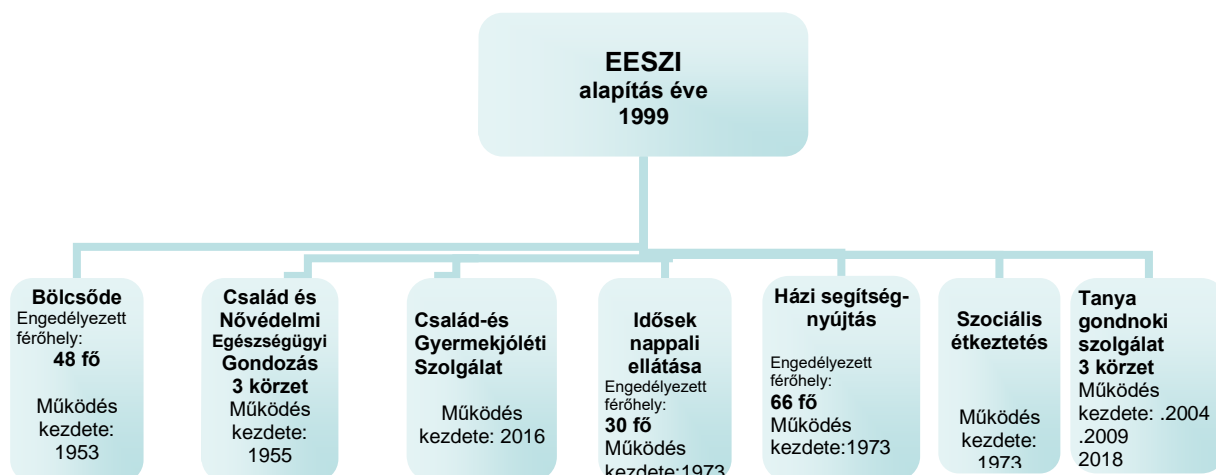 EESZI
alapítás éve
1999
Bölcsőde
Engedélyezett
férőhely:
48 fő
Működés
kezdete:
1953
Család és
Nővédelmi
Egészségügyi
Gondozás
3 körzet
Működés
kezdete:
1955
Család-és
Gyermekjóléti
Szolgálat
Működés
kezdete: 2016
Idősek
nappali
ellátása
Engedélyezett
férőhely:
30 fő
Működés
kezdete:1973
Házi segítség-
nyújtás
Engedélyezett
férőhely:
66 fő
Működés
kezdete:1973
Szociális
étkeztetés
Működés
kezdete:
1973
Tanya
gondnoki
szolgálat
3 körzet
Működés
kezdete: .2004
.2009
2018